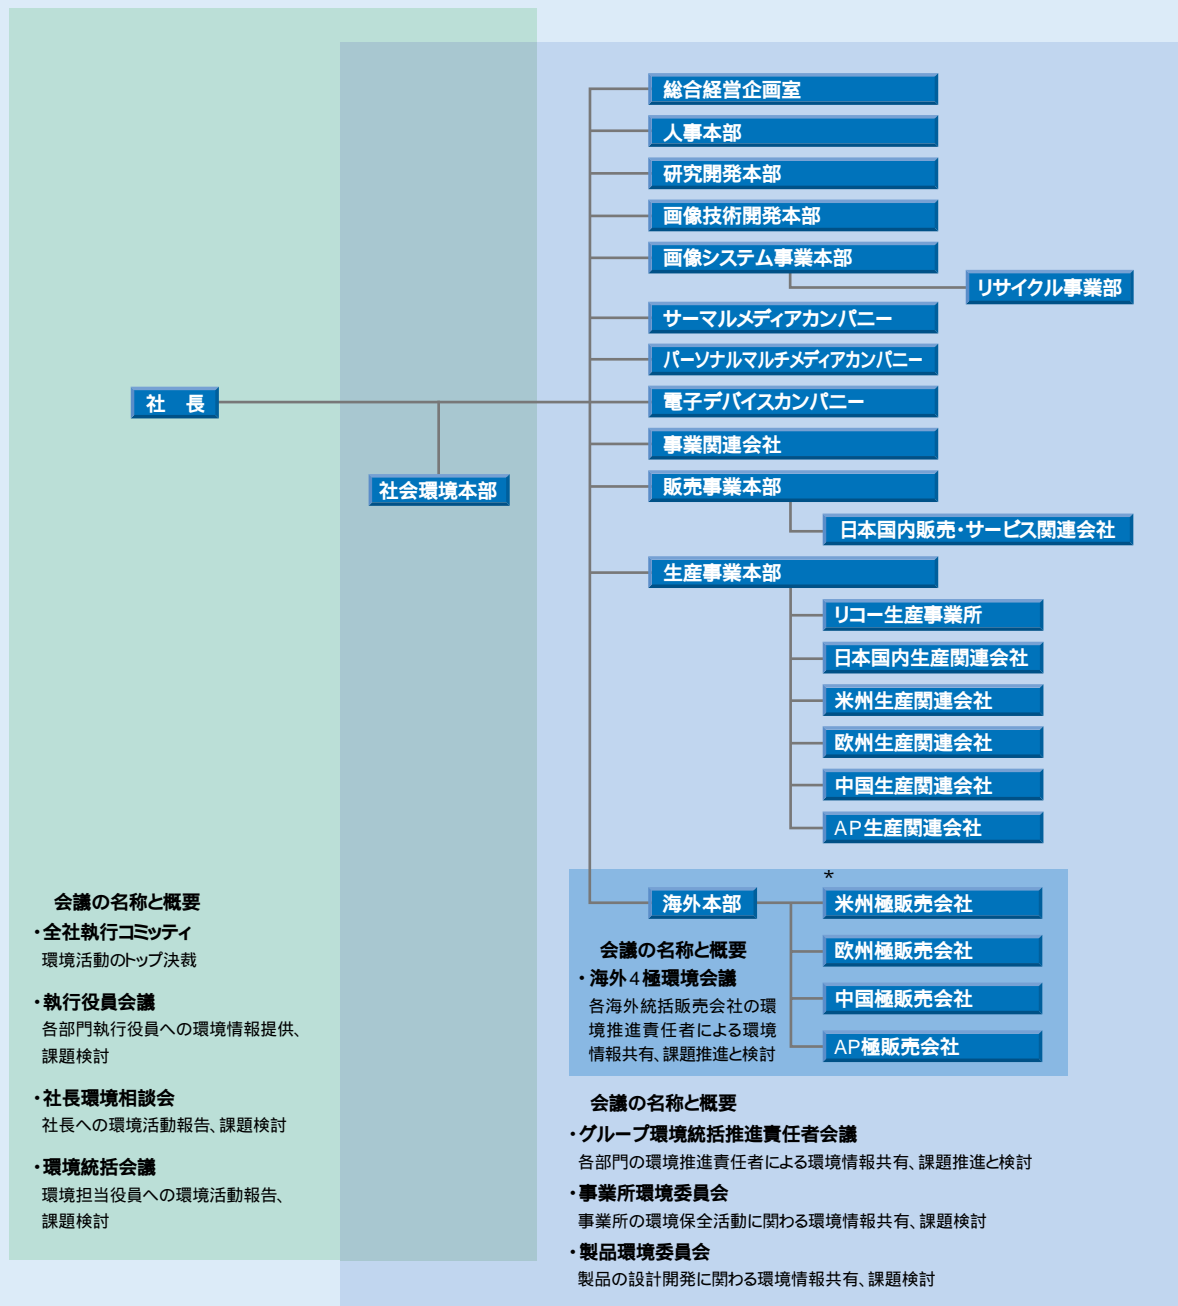 総合経営企画室
人事本部
研究開発本部
画像技術開発本部
画像システム事業本部
リサイクル事業部
サーマルメディアカンパニー
パーソナルマルチメディアカンパニー
社 長
電子デバイスカンパニー
事業関連会社
社会環境本部
販売事業本部
日本国内販売・サービス関連会社
生産事業本部
リコー生産事業所
日本国内生産関連会社
米州生産関連会社
欧州生産関連会社
中国生産関連会社
AP生産関連会社
*
海外本部
米州極販売会社
欧州極販売会社
中国極販売会社
AP極販売会社
会議の名称と概要
・海外4極環境会議
各海外統括販売会社の環
境推進責任者による環境
情報共有、課題推進と検討
会議の名称と概要
・全社執行コミッティ
環境活動のトップ決裁
・執行役員会議
各部門執行役員への環境情報提供、
課題検討
・社長環境相談会
社長への環境活動報告、課題検討
・環境統括会議
環境担当役員への環境活動報告、
課題検討
会議の名称と概要
・グループ環境統括推進責任者会議
各部門の環境推進責任者による環境情報共有、課題推進と検討
・事業所環境委員会
事業所の環境保全活動に関わる環境情報共有、課題検討
・製品環境委員会
製品の設計開発に関わる環境情報共有、課題検討